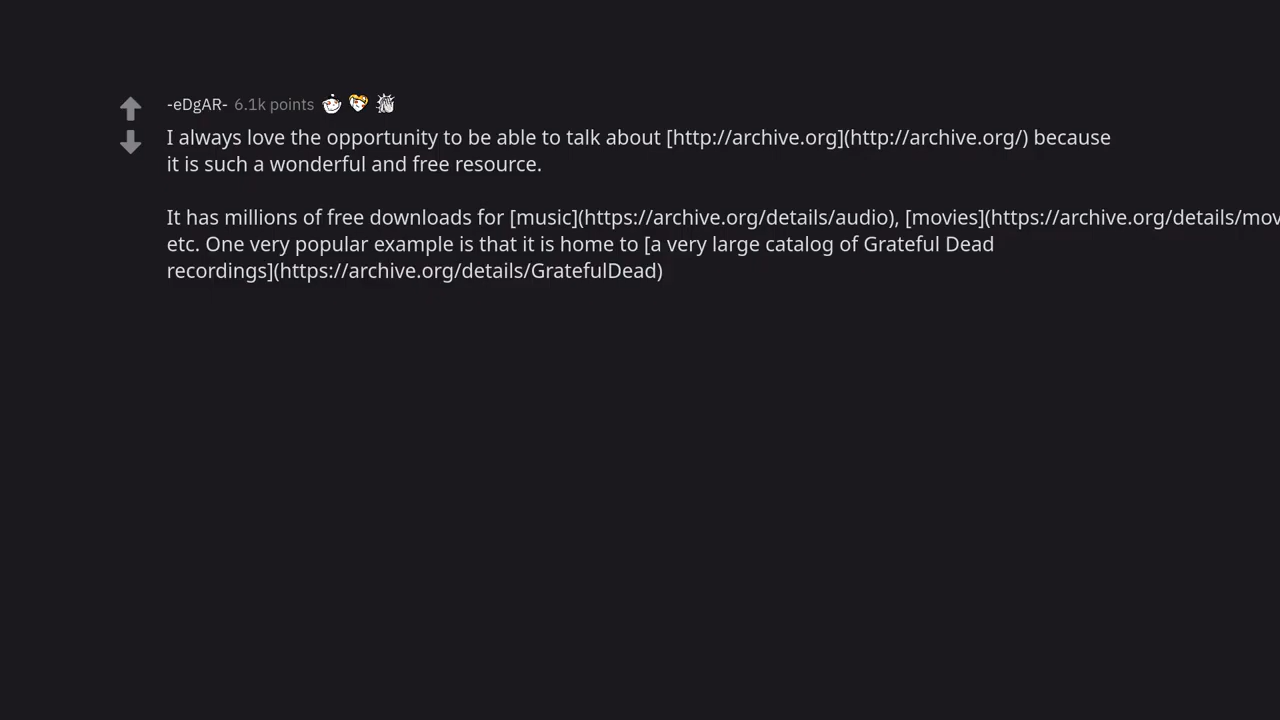 -eDgAR- 6.1k points
I always love the opportunity to be able to talk about [http://archive.org](http://archive.org/) because
it is such a wonderful and free resource.
It has millions of free downloads for [music](https://archive.org/details/audio), [movies](https://archive.org/details/mov
etc. One very popular example is that it is home to [a very large catalog of Grateful Dead
recordings](https://archive.org/details/GratefulDead)